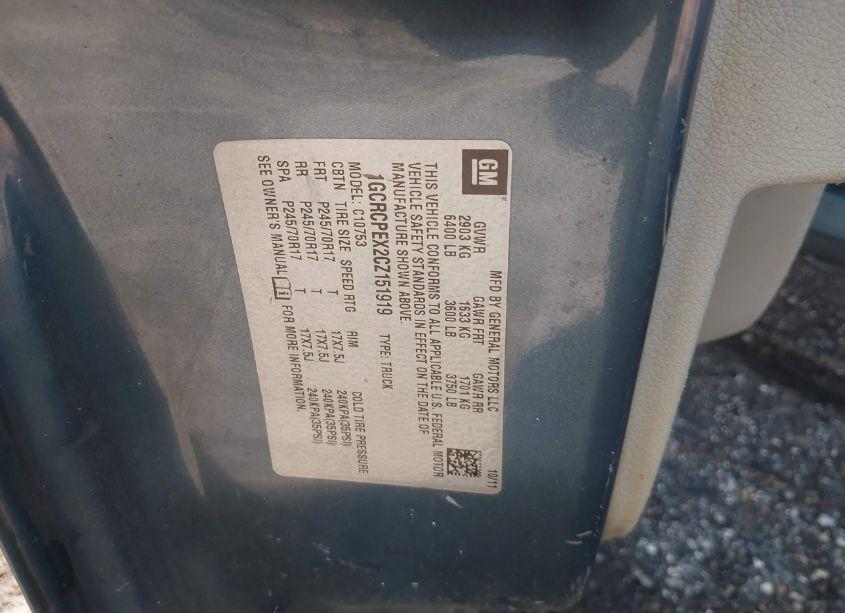 GM
MFD BY GENERAL MOTORS LLC 10/11
GVWR GAWR FRT GAWR RR
2903 KG 1633 KG 1701 KG
6400 LB 3600 LB 3750 LB
THIS VEHICLE CONFORMS TO ALL APPLICABLE U.S. FEDERAL MOTOR
VEHICLE SAFETY STANDARDS IN EFFECT ON THE DATE OF
MANUFACTURE SHOWN ABOVE.
1GCRCPEX2CZ151919 TYPE: TRUCK
MODEL: C10753
CBTN TIRE SIZE SPEED RTG RIM COLD TIRE PRESSURE
FRT P245/70R17 T 17X7.5J 240KPA(35PSI)
RR P245/70R17 T 17X7.5J 240KPA(35PSI)
SPA P245/70R17 T 17X7.5J 240KPA(35PSI)
SEE OWNER'S MANUAL i FOR MORE INFORMATION.